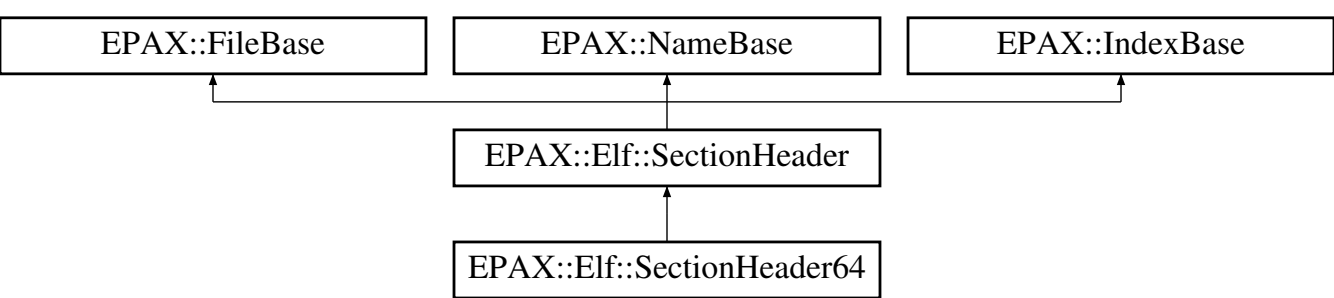 EPAX::FileBase
EPAX::NameBase
EPAX::IndexBase
EPAX::Elf::SectionHeader
EPAX::Elf::SectionHeader64